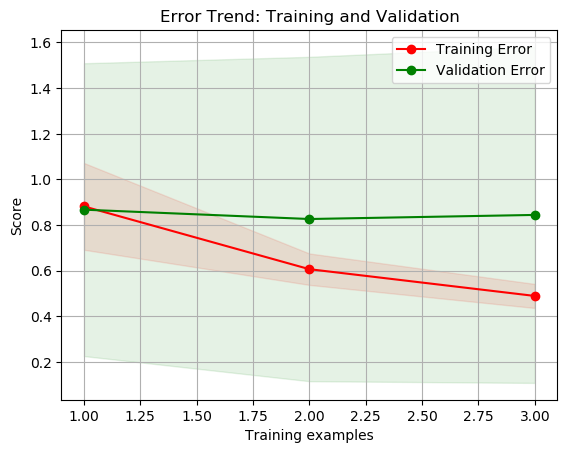 Error Trend: Training and Validation
Training Error
Validation Error
Score
1.6
1.4
1.2
1.0
0.8
0.6
0.4
0.2
1.00 1.25 1.50 1.75 2.00 2.25 2.50 2.75 3.00
Training examples